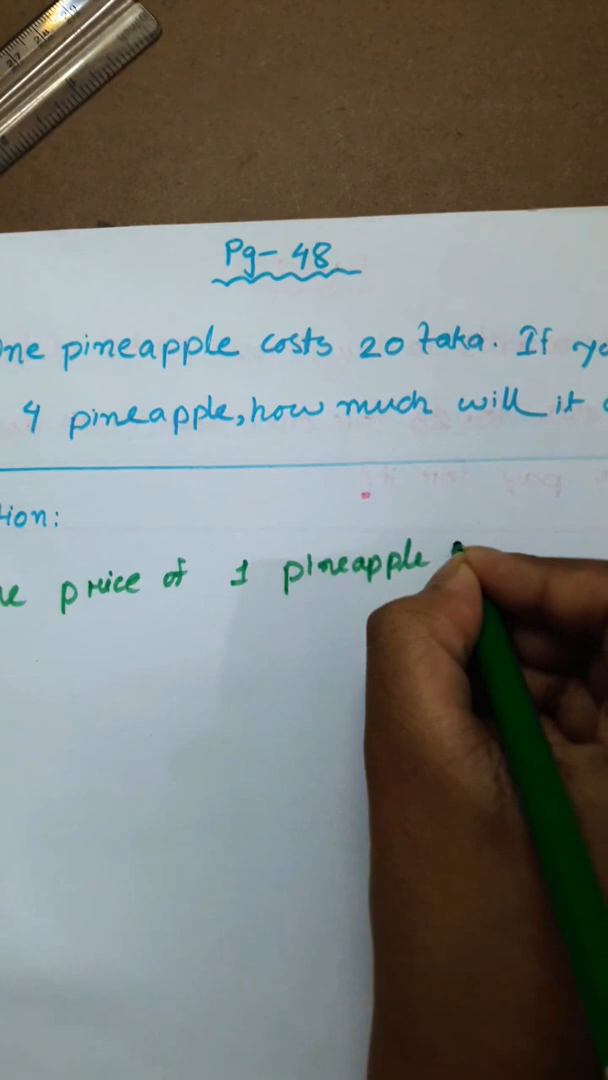 Pg-48
ne pineapple costs 20 taka. If yo
4 pineapple, how much will it c
tion:
e price of 1 pineapple